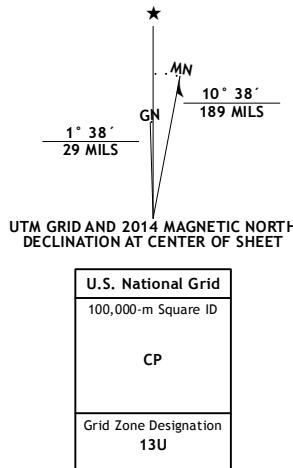 ★
MN
GN
10° 38´
189 MILS
1° 38´
29 MILS
UTM GRID AND 2014 MAGNETIC NORTH
DECLINATION AT CENTER OF SHEET
U.S. National Grid
100,000-m Square ID
CP
Grid Zone Designation
13U